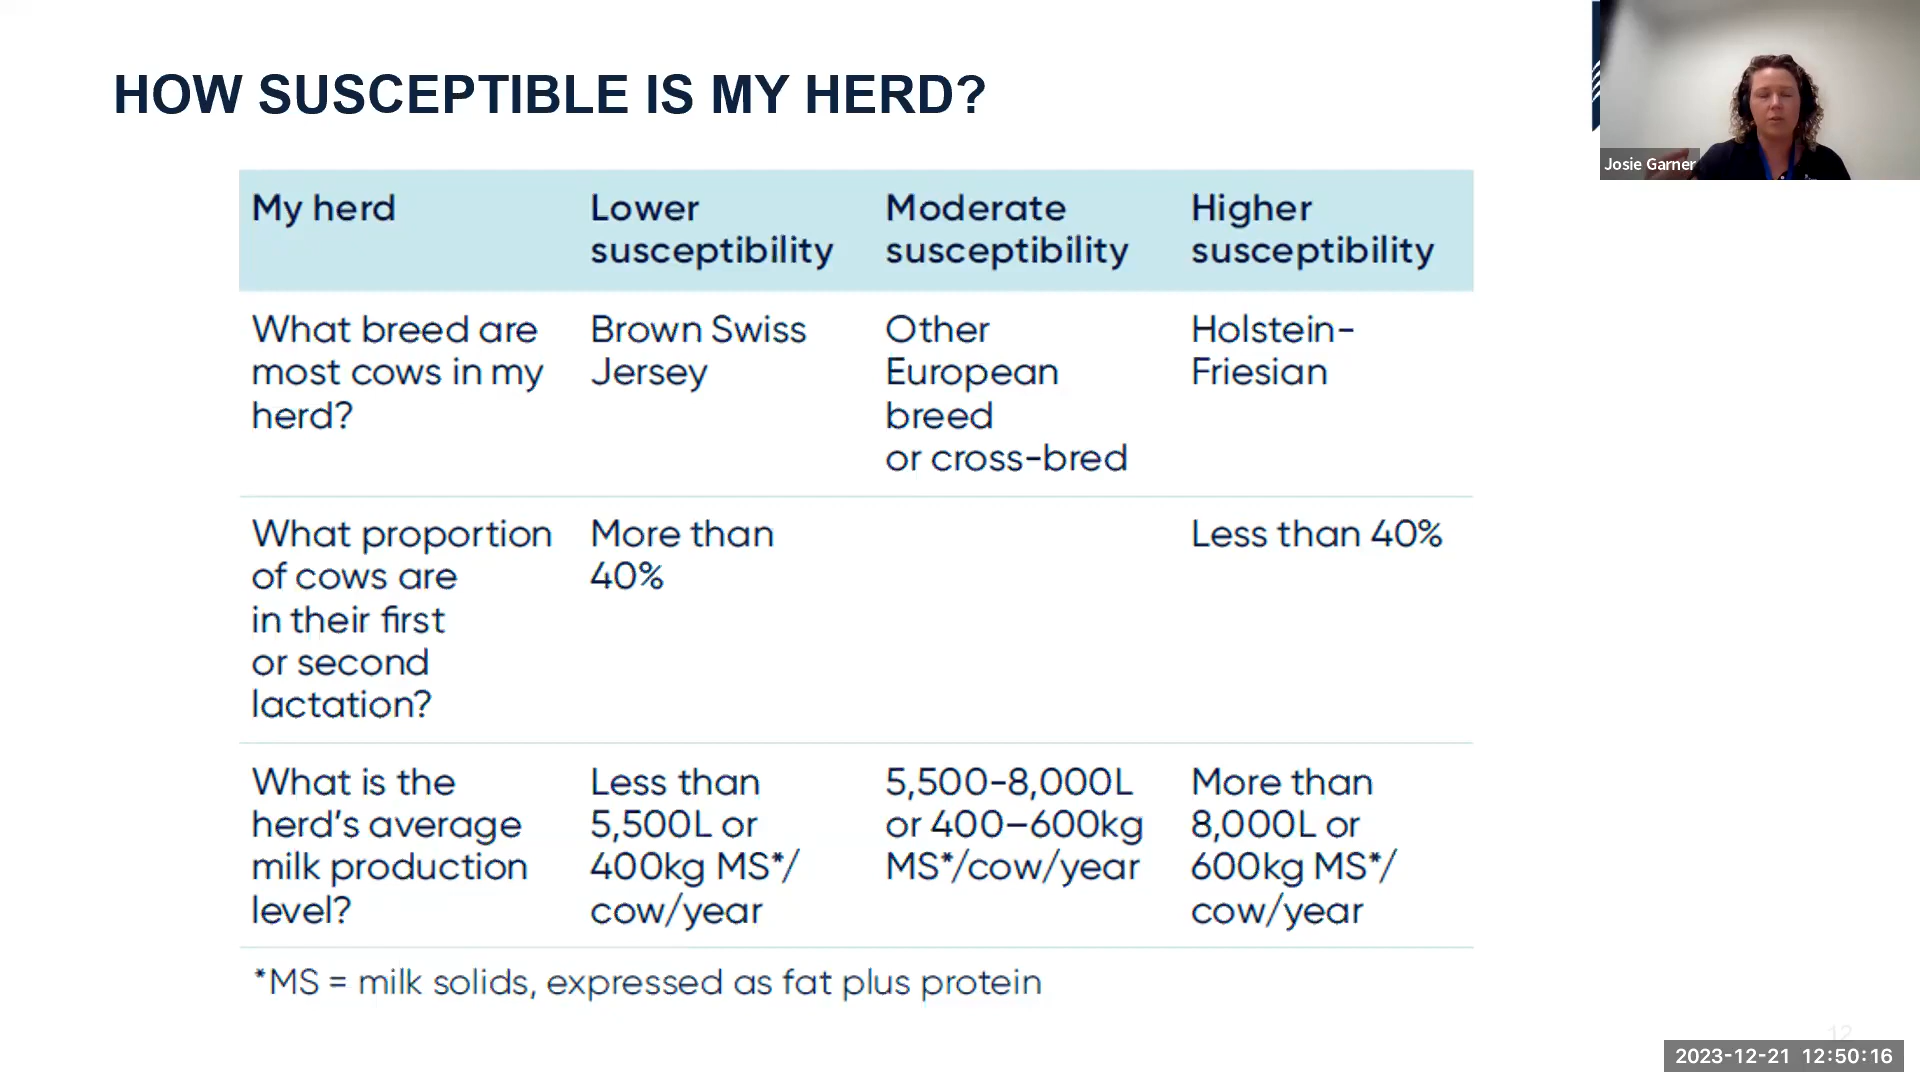 HOW SUSCEPTIBLE IS MY HERD?
Josie Garner
My herd
Lower
susceptibility
Moderate
susceptibility
Higher
susceptibility
What breed are
most cows in my
herd?
Brown Swiss
Jersey
Other
European
breed
or cross-bred
Holstein-
Friesian
What proportion
of cows are
in their first
or second
lactation?
More than
40%
Less than 40%
What is the
herd’s average
milk production
level?
Less than
5,500L or
400kg MS*/
cow/year
5,500-8,000L
or 400–600kg
MS*/cow/year
More than
8,000L or
600kg MS*/
cow/year
*MS = milk solids, expressed as fat plus protein
12
2023-12-21 12:50:16